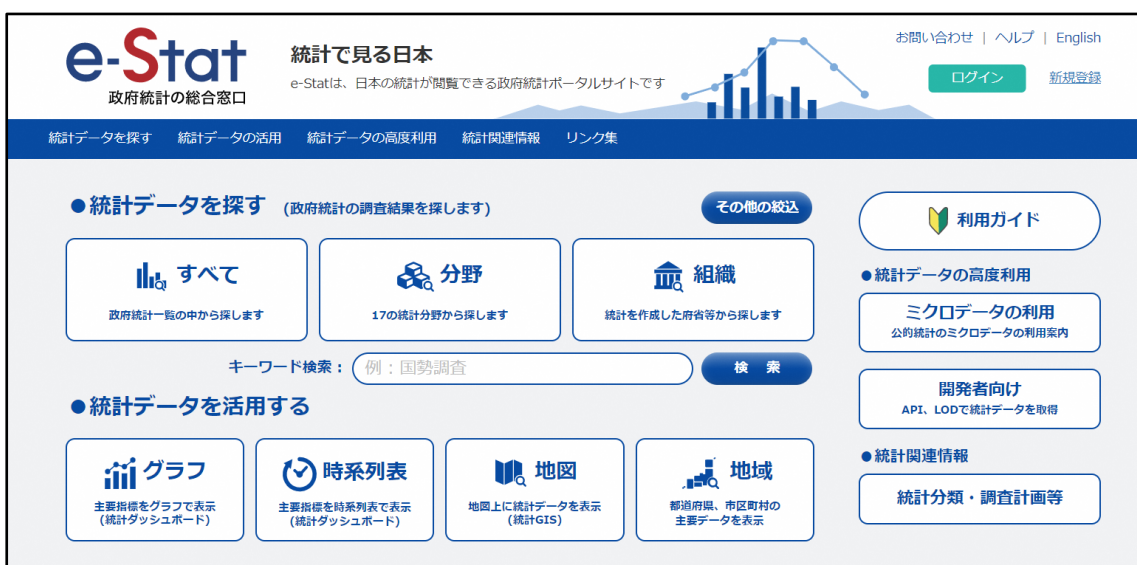 e-Stat
政府統計の総合窓口
統計で見る日本
e-Statは、日本の統計が閲覧できる政府統計ポータルサイトです
お問い合わせ | ヘルプ | English
ログイン 新規登録
統計データを探す 統計データの活用 統計データの高度利用 統計関連情報 リンク集
●統計データを探す (政府統計の調査結果を探します)
その他の絞込
すべて
政府統計一覧の中から探します
分野
17の統計分野から探します
組織
統計を作成した府省等から探します
キーワード検索： 例：国勢調査 検 索
●統計データを活用する
グラフ
主要指標をグラフで表示
(統計ダッシュボード)
時系列表
主要指標を時系列表で表示
(統計ダッシュボード)
地図
地図上に統計データを表示
(統計GIS)
地域
都道府県、市区町村の
主要データを表示
利用ガイド
●統計データの高度利用
ミクロデータの利用
公的統計のミクロデータの利用案内
開発者向け
API、LODで統計データを取得
●統計関連情報
統計分類・調査計画等